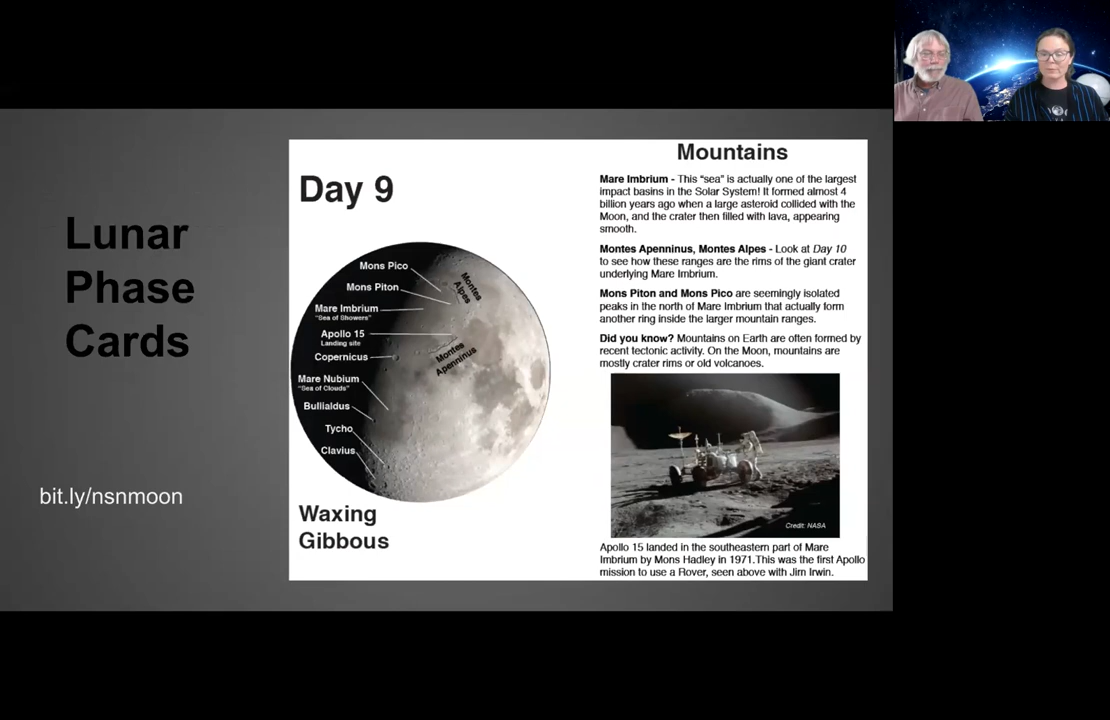 Lunar
Phase
Cards
bit.ly/nsnmoon
Day 9
Mons Pico
Mons Piton
Mare Imbrium
"Sea of Showers"
Apollo 15
Landing site
Copernicus
Mare Nubium
"Sea of Clouds"
Bullialdus
Tycho
Clavius
Montes
Alpes
Montes
Apenninus
Waxing
Gibbous
Mountains
Mare Imbrium - This "sea" is actually one of the largest
impact basins in the Solar System! It formed almost 4
billion years ago when a large asteroid collided with the
Moon, and the crater then filled with lava, appearing
smooth.
Montes Apenninus, Montes Alpes - Look at Day 10
to see how these ranges are the rims of the giant crater
underlying Mare Imbrium.
Mons Piton and Mons Pico are seemingly isolated
peaks in the north of Mare Imbrium that actually form
another ring inside the larger mountain ranges.
Did you know? Mountains on Earth are often formed by
recent tectonic activity. On the Moon, mountains are
mostly crater rims or old volcanoes.
Credit: NASA
Apollo 15 landed in the southeastern part of Mare
Imbrium by Mons Hadley in 1971.This was the first Apollo
mission to use a Rover, seen above with Jim Irwin.